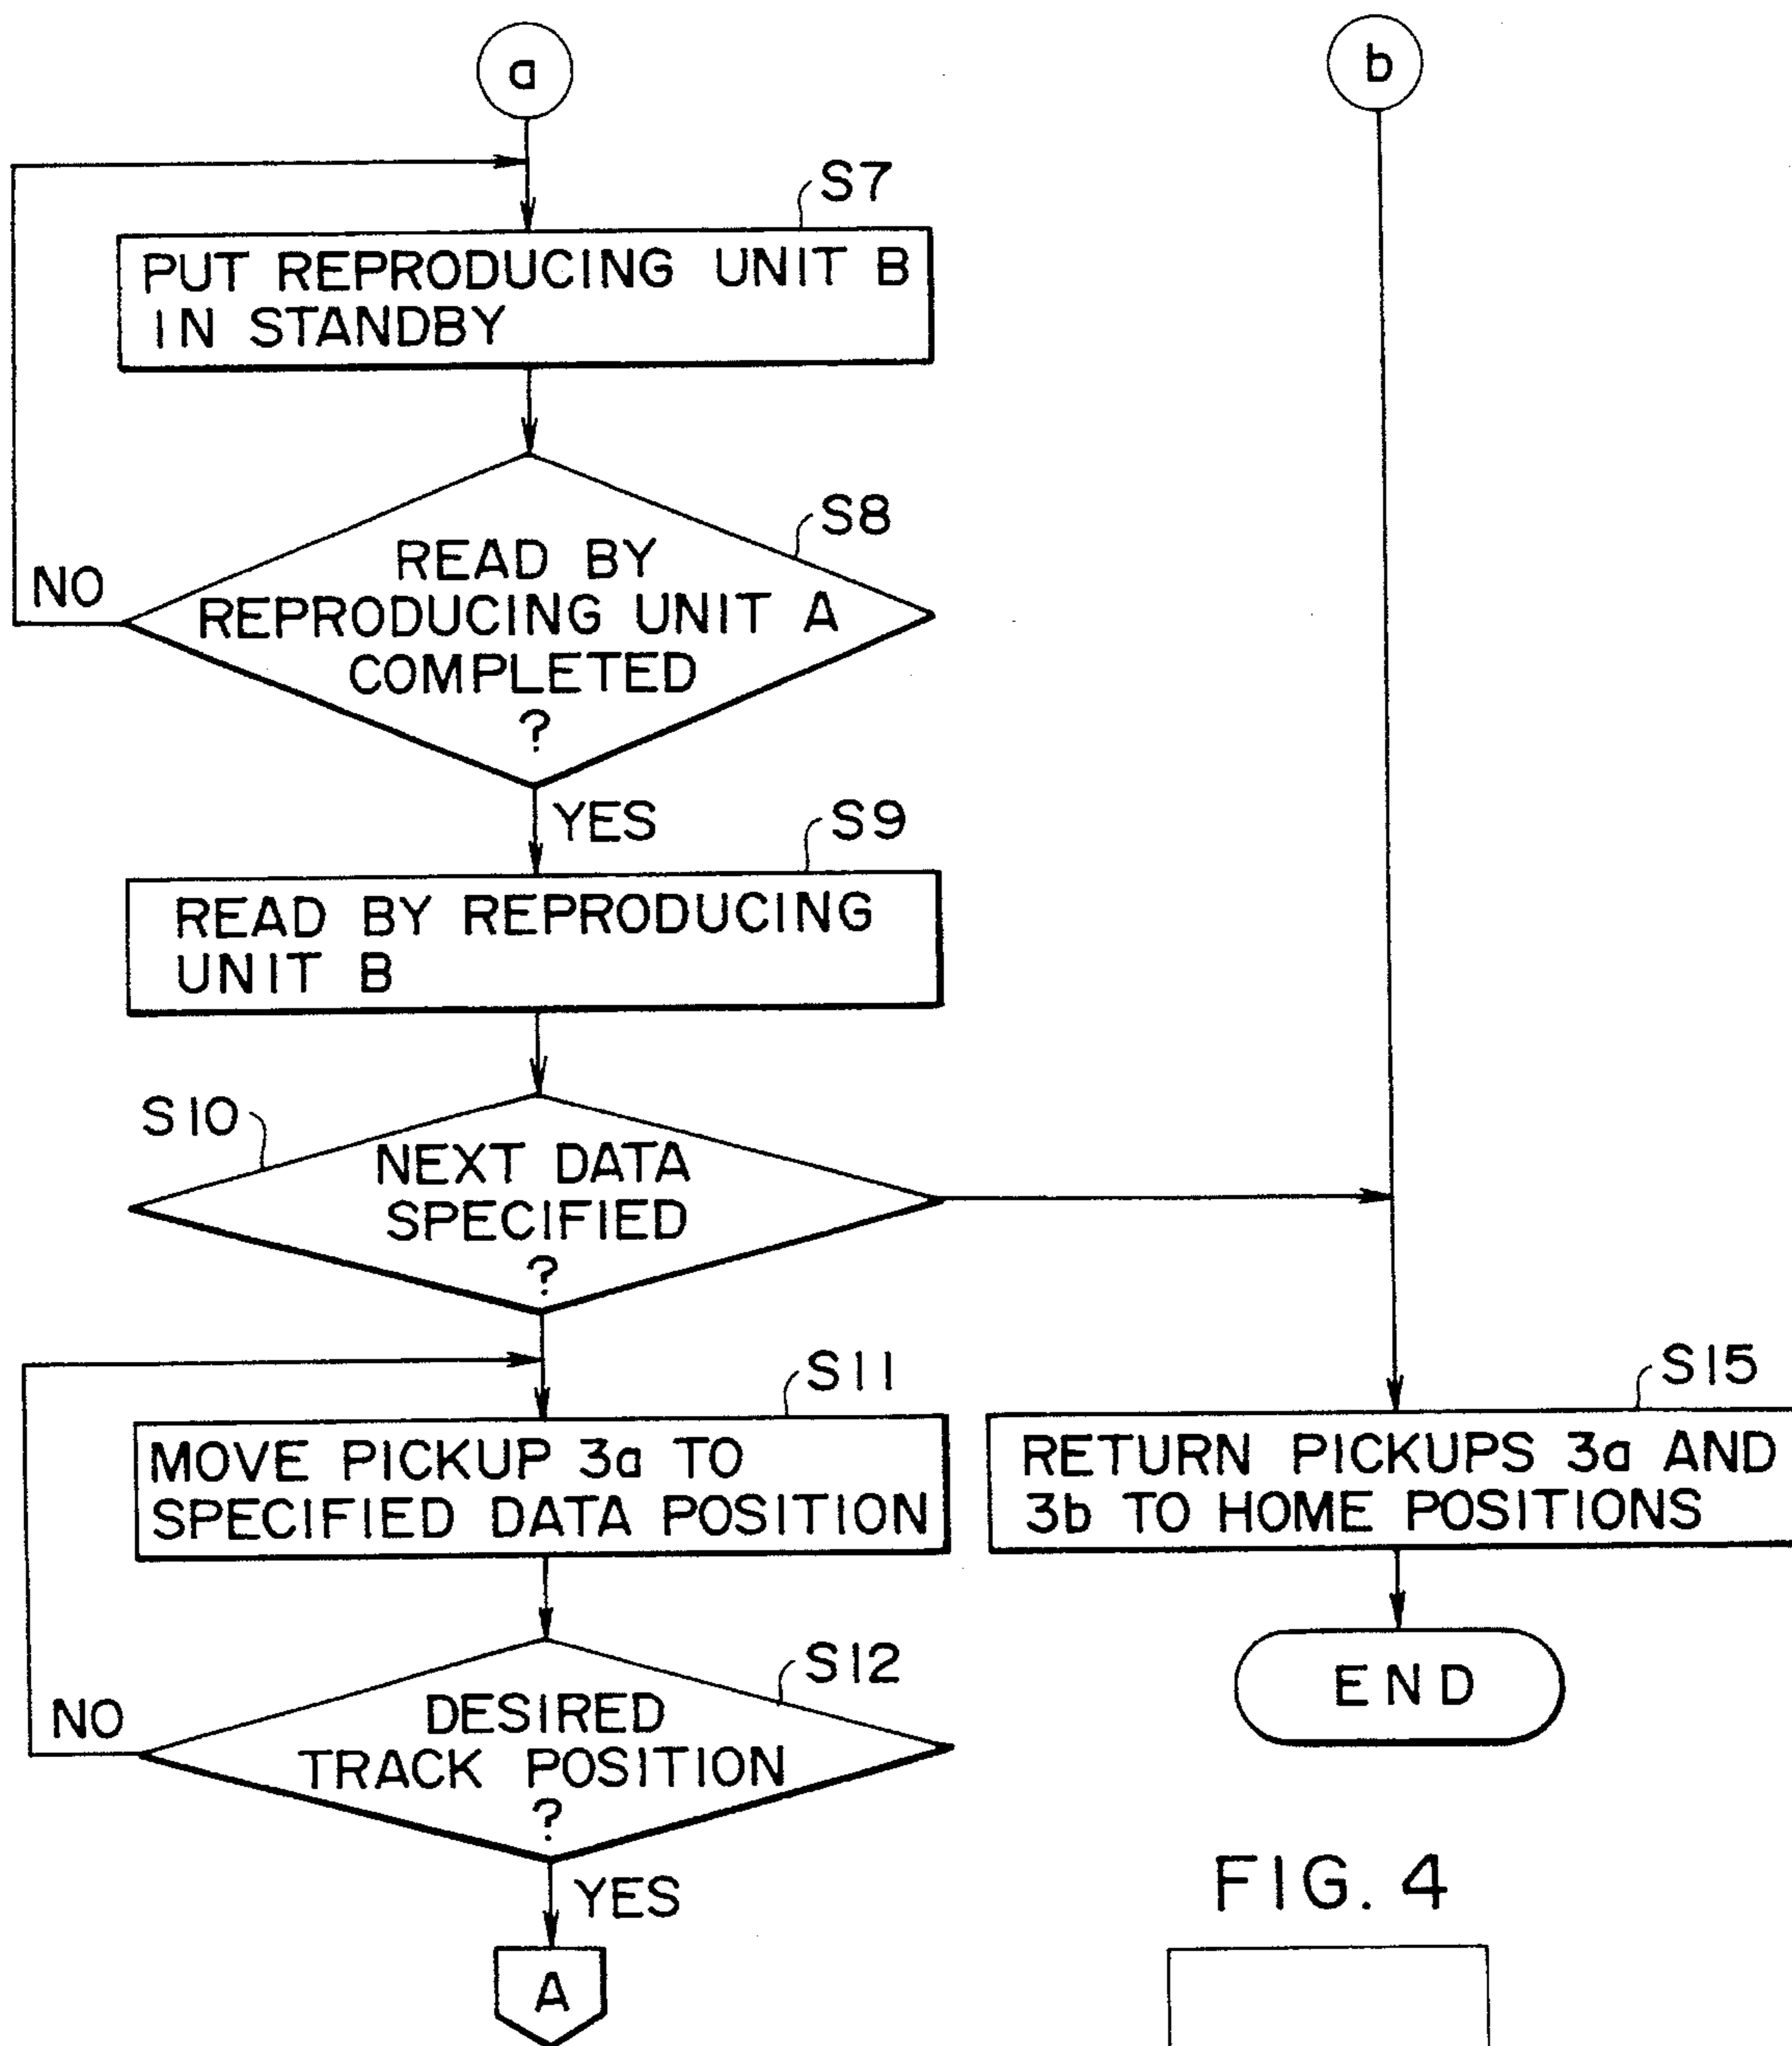 a
b
S7
PUT REPRODUCING UNIT B
IN STANDBY
S8
READ BY
REPRODUCING UNIT A
COMPLETED
?
NO
YES
S9
READ BY REPRODUCING
UNIT B
S10
NEXT DATA
SPECIFIED
?
S11
MOVE PICKUP 3a TO
SPECIFIED DATA POSITION
S15
RETURN PICKUPS 3a AND
3b TO HOME POSITIONS
S12
DESIRED
TRACK POSITION
?
NO
YES
END
A
FIG. 4